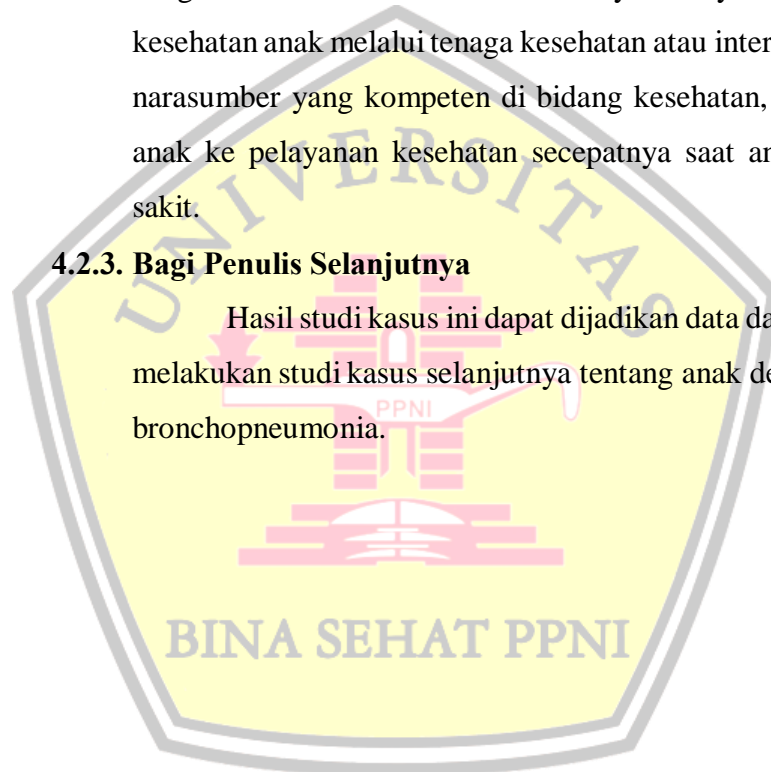 kesehatan anak melalui tenaga kesehatan atau inter
narasumber yang kompeten di bidang kesehatan,
anak ke pelayanan kesehatan secepatnya saat an
sakit.
4.2.3. Bagi Penulis Selanjutnya
Hasil studi kasus ini dapat dijadikan data da
melakukan studi kasus selanjutnya tentang anak de
bronchopneumonia.
UNIVERSITAS
PPNI
BINA SEHAT PPNI